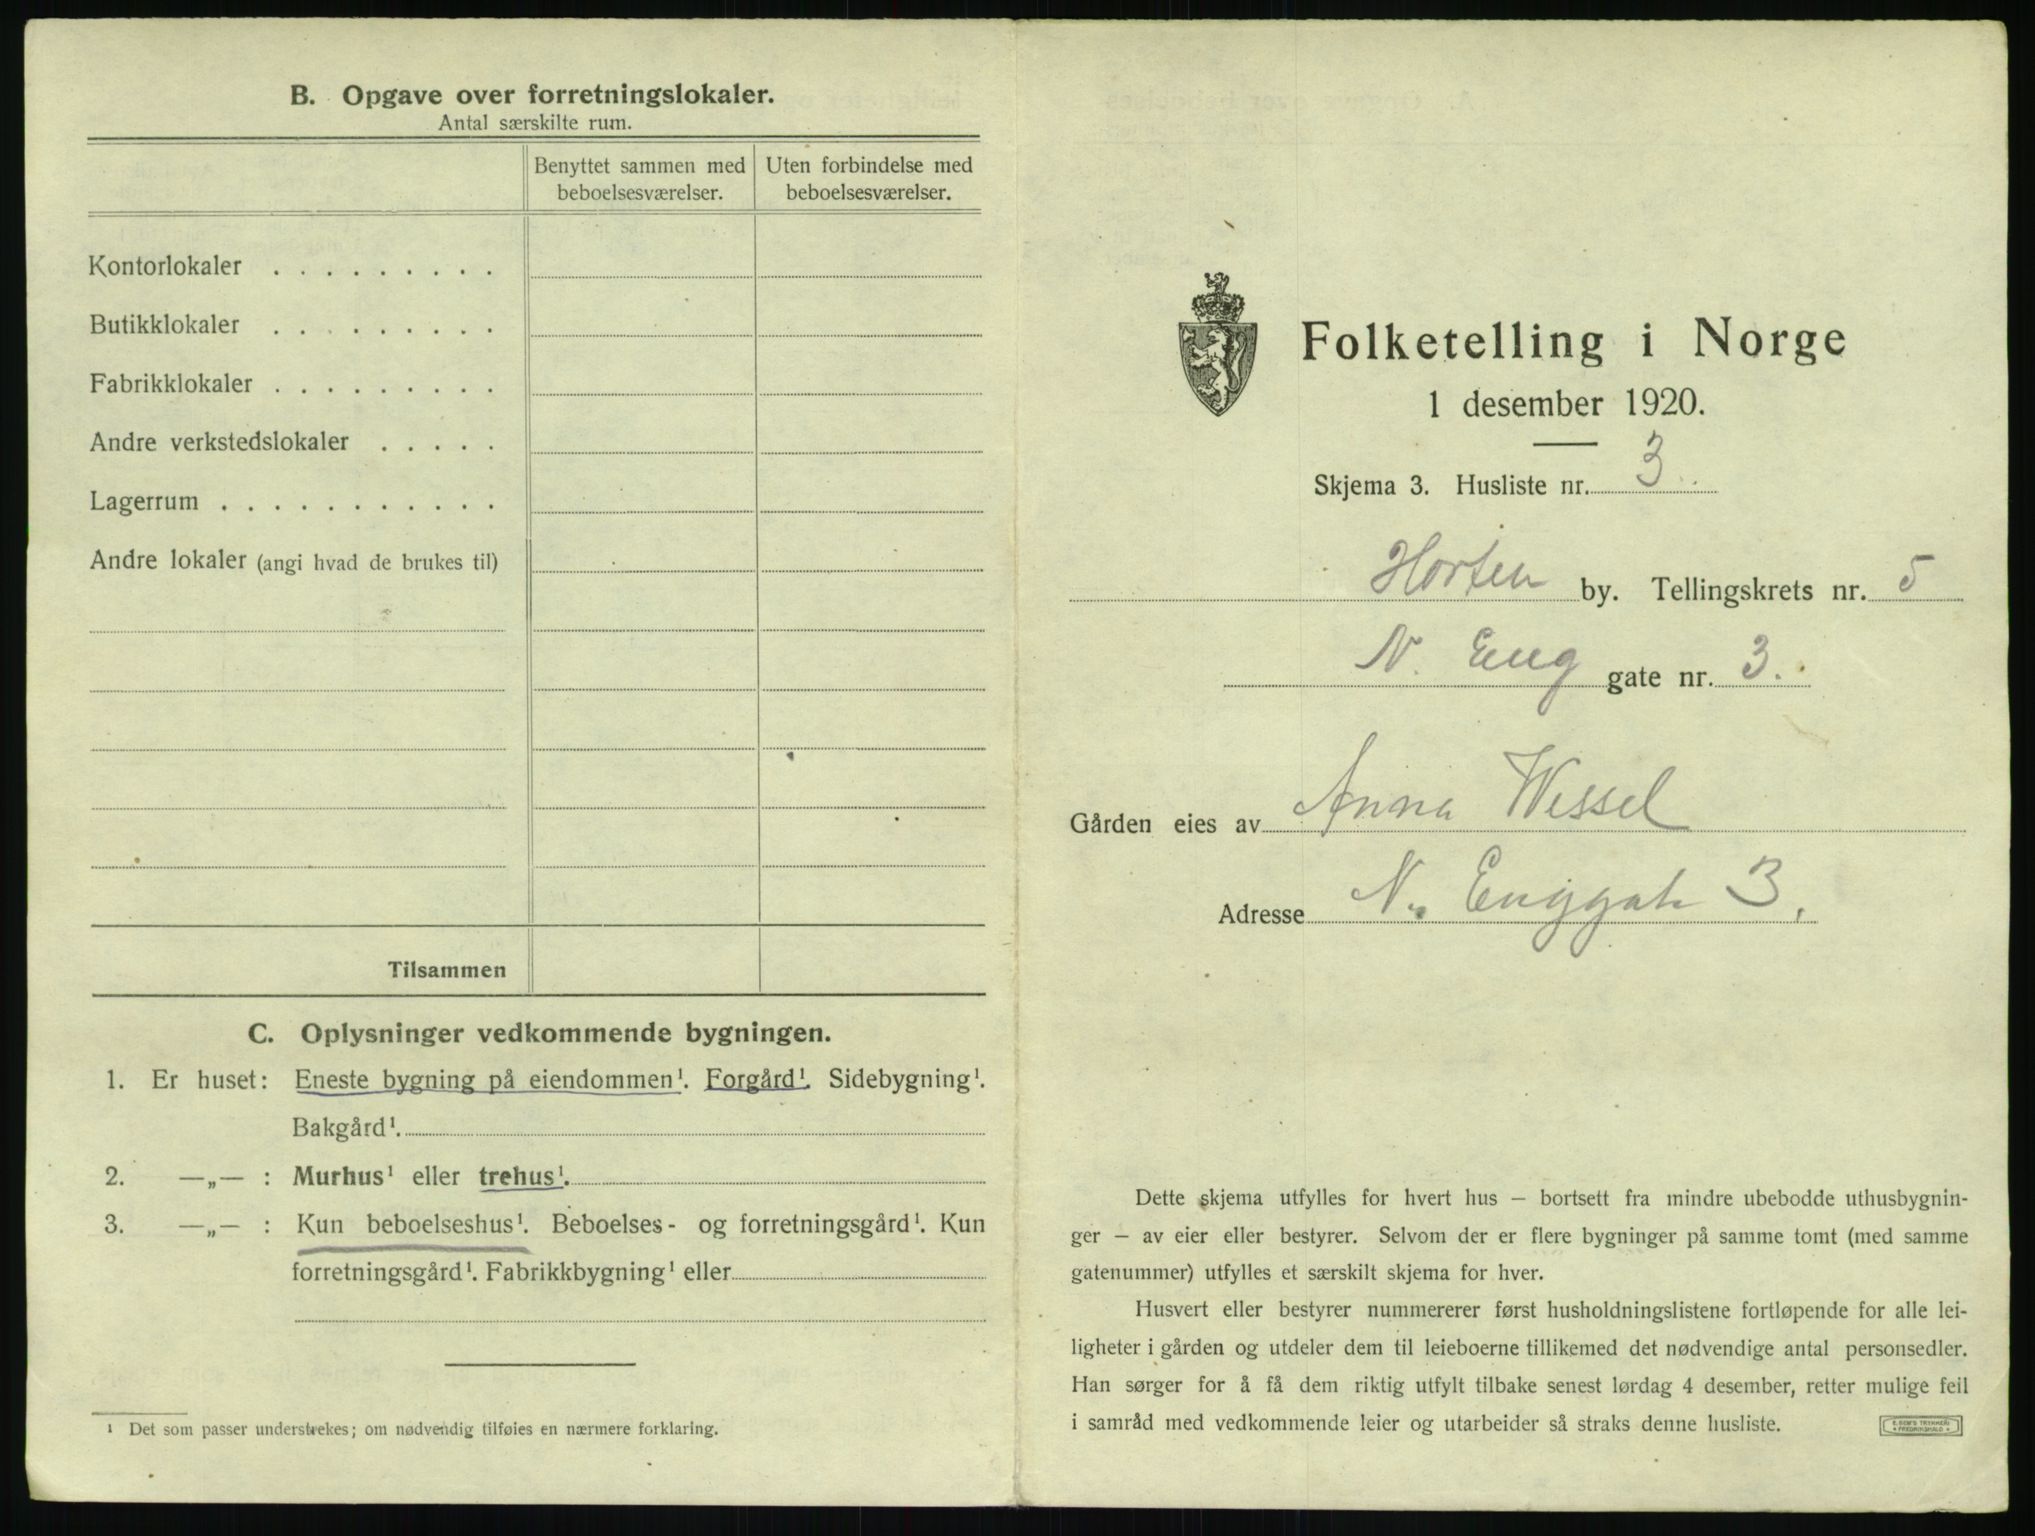 B. Opgave over forretningslokaler.
Antal særskilte rum.
Benyttet sammen med beboelsesværelser.
Uten forbindelse med beboelsesværelser.
Kontorlokaler . . . . . . . . .
Butikklokaler . . . . . . . . .
Fabrikklokaler . . . . . . . . .
Andre verkstedslokaler . . . . .
Lagerrum . . . . . . . . . . .
Andre lokaler (angi hvad de brukes til)
Tilsammen
C. Oplysninger vedkommende bygningen.
1. Er huset: Eneste bygning på eiendommen¹. Forgård¹. Sidebygning¹.
Bakgård¹.
2. —„— : Murhus¹ eller trehus¹.
3. —„— : Kun beboelseshus¹. Beboelses- og forretningsgård¹. Kun
forretningsgård¹. Fabrikkbygning¹ eller
¹ Det som passer understrekes; om nødvendig tilføies en nærmere forklaring.
Folketelling i Norge
1 desember 1920.
Skjema 3. Husliste nr. 3
Horten by. Tellingskrets nr. 5
N. Eng gate nr. 3.
Gården eies av Anna Wessel
Adresse N. Enggate 3.
Dette skjema utfylles for hvert hus — bortsett fra mindre ubebodde uthusbygnin-
ger — av eier eller bestyrer. Selvom der er flere bygninger på samme tomt (med samme
gatenummer) utfylles et særskilt skjema for hver.
Husvert eller bestyrer nummererer først husholdningslistene fortløpende for alle lei-
ligheter i gården og utdeler dem til leieboerne tillikemed det nødvendige antal personsedler.
Han sørger for å få dem riktig utfylt tilbake senest lørdag 4 desember, retter mulige feil
i samråd med vedkommende leier og utarbeider så straks denne husliste.
E. SEM'S TRYKKERI
• FREDRIKSHALD •